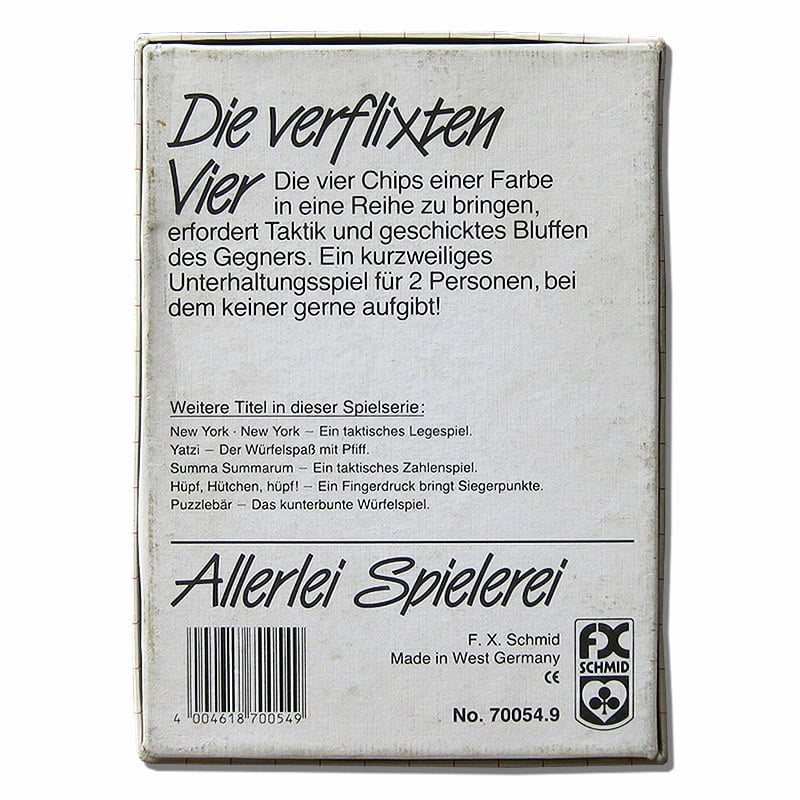 Die verflixten
Vier Die vier Chips einer Farbe
in eine Reihe zu bringen,
erfordert Taktik und geschicktes Bluffen
des Gegners. Ein kurzweiliges
Unterhaltungsspiel für 2 Personen, bei
dem keiner gerne aufgibt!
Weitere Titel in dieser Spielserie:
New York · New York – Ein taktisches Legespiel.
Yatzi – Der Würfelspaß mit Pfiff.
Summa Summarum – Ein taktisches Zahlenspiel.
Hüpf, Hütchen, hüpf! – Ein Fingerdruck bringt Siegerpunkte.
Puzzlebär – Das kunterbunte Würfelspiel.
Allerlei Spielerei
F. X. Schmid
Made in West Germany
CE
No. 70054.9
FX
SCHMID
4 004618 700549